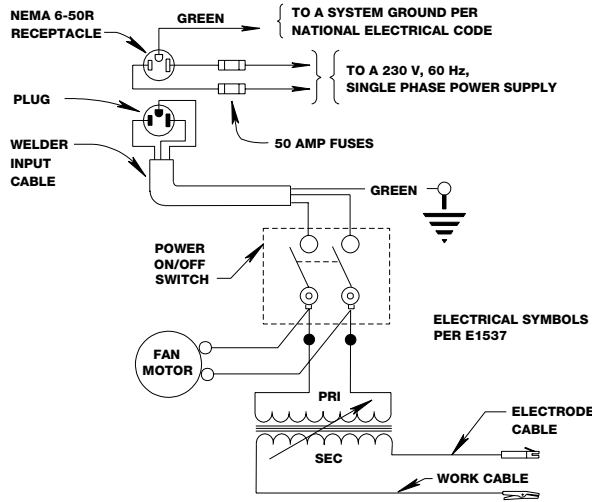 NEMA 6-50R
RECEPTACLE
GREEN
TO A SYSTEM GROUND PER
NATIONAL ELECTRICAL CODE
TO A 230 V, 60 Hz,
SINGLE PHASE POWER SUPPLY
PLUG
50 AMP FUSES
WELDER
INPUT
CABLE
GREEN
POWER
ON/OFF
SWITCH
ELECTRICAL SYMBOLS
PER E1537
FAN
MOTOR
PRI
SEC
ELECTRODE
CABLE
WORK CABLE